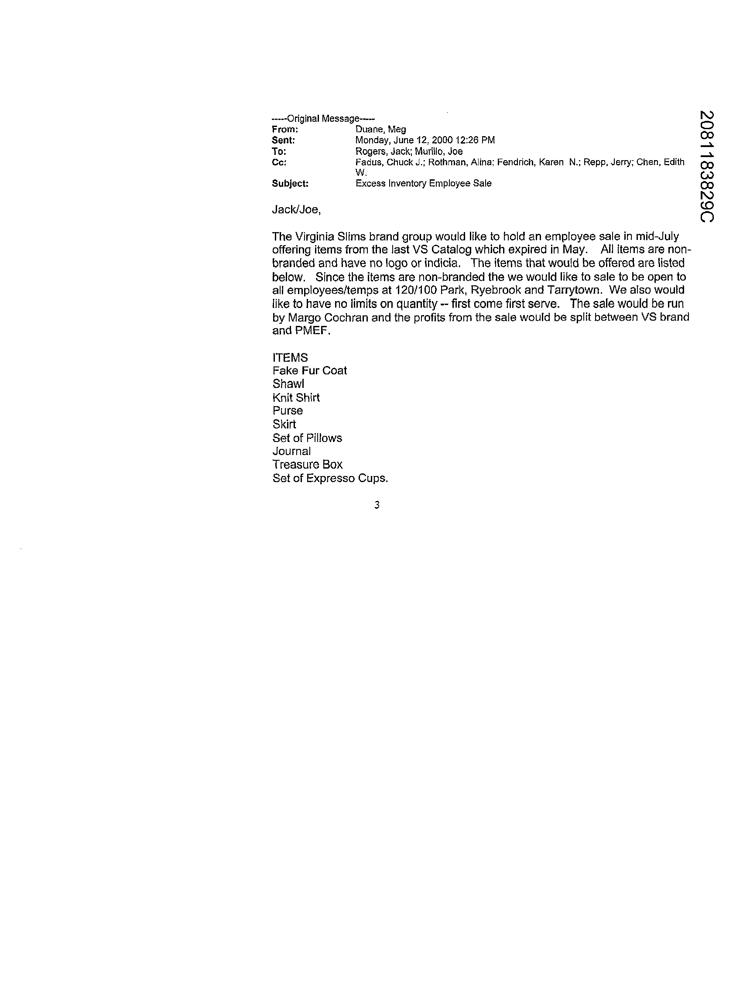 -----Original Message-----
From: Duane, Meg
Sent: Monday, June 12, 2000 12:26 PM
To: Rogers, Jack; Murillo, Joe
Cc: Fadus, Chuck J.; Rothman, Alina; Fendrich, Karen N.; Repp, Jerry; Chen, Edith
W.
Subject: Excess Inventory Employee Sale
Jack/Joe,
The Virginia Slims brand group would like to hold an employee sale in mid-July
offering items from the last VS Catalog which expired in May. All items are non-
branded and have no logo or indicia. The items that would be offered are listed
below. Since the items are non-branded the we would like to sale to be open to
all employees/temps at 120/100 Park, Ryebrook and Tarrytown. We also would
like to have no limits on quantity -- first come first serve. The sale would be run
by Margo Cochran and the profits from the sale would be split between VS brand
and PMEF.
ITEMS
Fake Fur Coat
Shawl
Knit Shirt
Purse
Skirt
Set of Pillows
Journal
Treasure Box
Set of Expresso Cups.
3
2081183829C